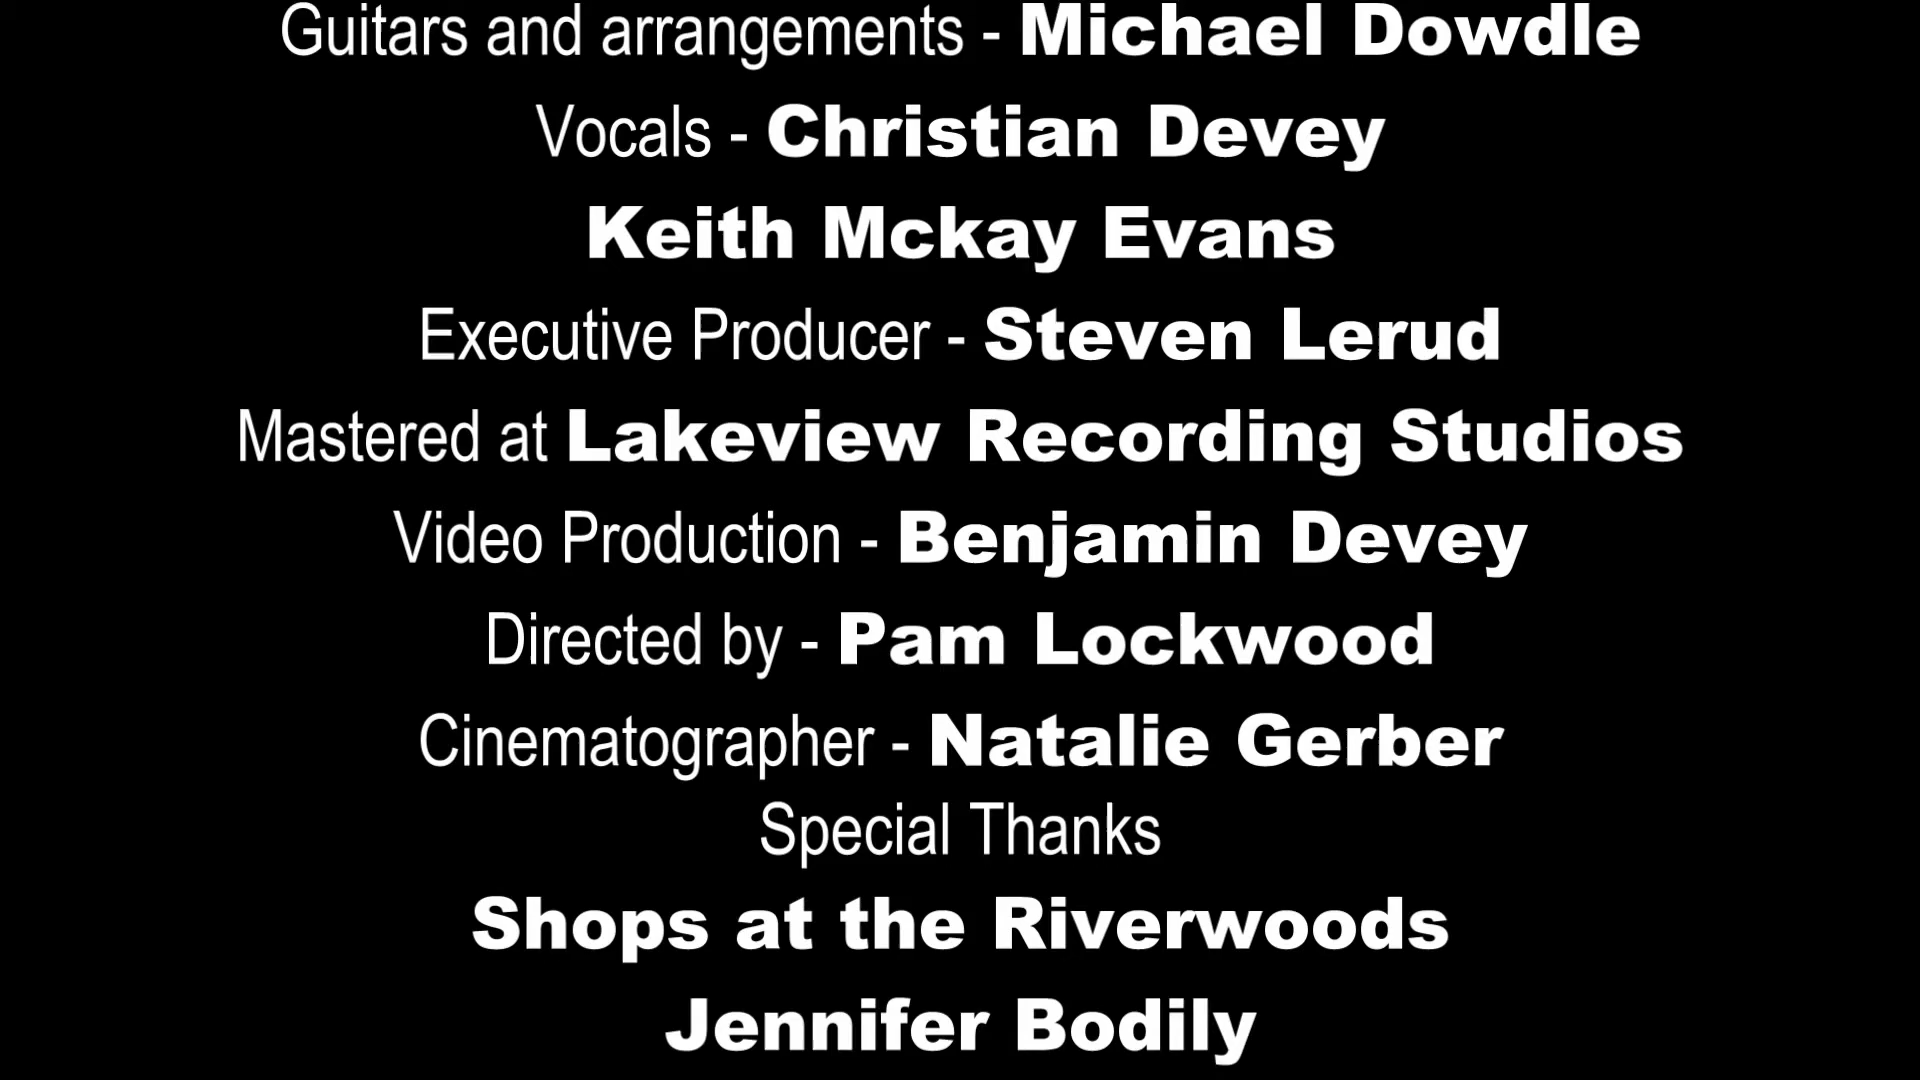 Guitars and arrangements - Michael Dowdle
Vocals - Christian Devey
Keith Mckay Evans
Executive Producer - Steven Lerud
Mastered at Lakeview Recording Studios
Video Production - Benjamin Devey
Directed by - Pam Lockwood
Cinematographer - Natalie Gerber
Special Thanks
Shops at the Riverwoods
Jennifer Bodily